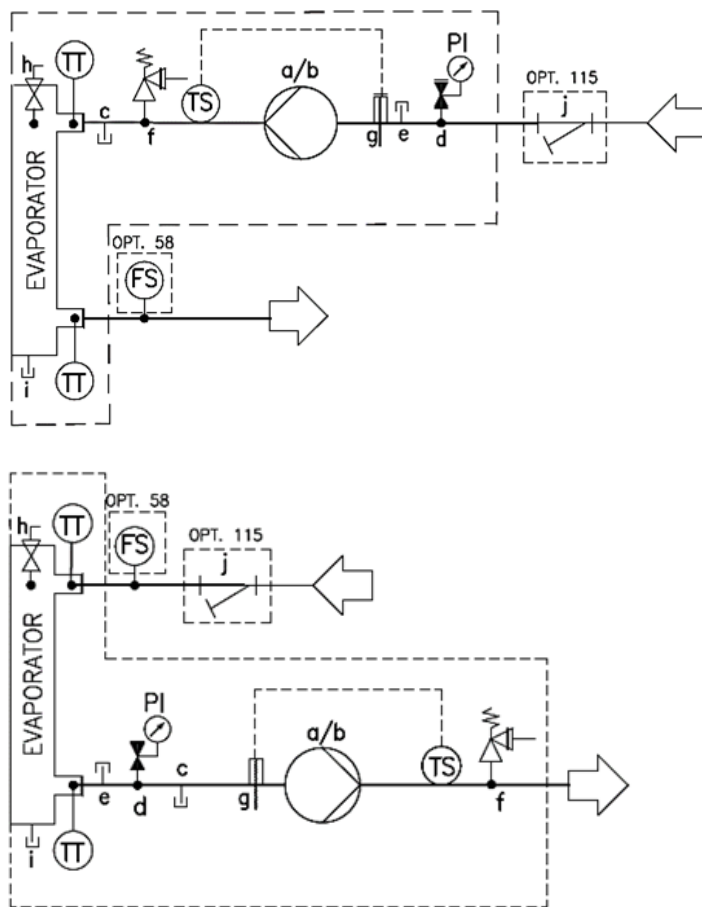 PI
h TT a/b OPT. 115
j
TS
c f g e d
EVAPORATOR
OPT. 58
FS
i TT
OPT. 58
h TT OPT. 115
FS j
EVAPORATOR
PI a/b
c TS
e d g f
i TT